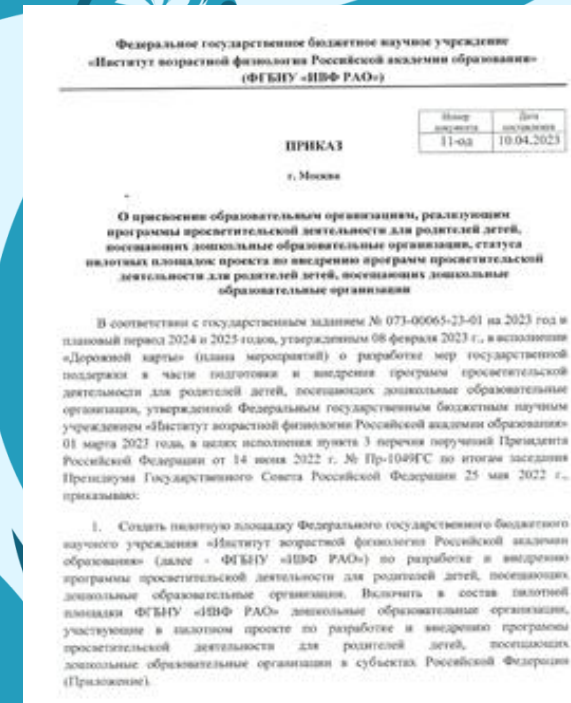 Федеральное государственное бюджетное научное учреждение
«Институт возрастной физиологии Российской академии образования»
(ФГБНУ «ИВФ РАО»)
Номер документа
Дата составления
11-од
10.04.2023
ПРИКАЗ
г. Москва
О присвоении образовательным организациям, реализующим
программы просветительской деятельности для родителей детей,
посещающих дошкольные образовательные организации, статуса
пилотных площадок проекта по внедрению программ просветительской
деятельности для родителей детей, посещающих дошкольные
образовательные организации
В соответствии с государственным заданием № 073-00065-23-01 на 2023 год и
плановый период 2024 и 2025 годов, утвержденным 08 февраля 2023 г., в исполнении
«Дорожной карты» (плана мероприятий) о разработке мер государственной
поддержки в части подготовки и внедрения программ просветительской
деятельности для родителей детей, посещающих дошкольные образовательные
организации, утвержденной Федеральным государственным бюджетным научным
учреждением «Институт возрастной физиологии Российской академии образования»
01 марта 2023 года, в целях исполнения пункта 3 перечня поручений Президента
Российской Федерации от 14 июня 2022 г. № Пр-1049ГС по итогам заседания
Президиума Государственного Совета Российской Федерации 25 мая 2022 г.,
приказываю:
1. Создать пилотную площадку Федерального государственного бюджетного
научного учреждения «Институт возрастной физиологии Российской академии
образования» (далее - ФГБНУ «ИВФ РАО») по разработке и внедрению
программы просветительской деятельности для родителей детей, посещающих
дошкольные образовательные организации. Включить в состав пилотной
площадки ФГБНУ «ИВФ РАО» дошкольные образовательные организации,
участвующие в пилотном проекте по разработке и внедрению программы
просветительской деятельности для родителей детей, посещающих
дошкольные образовательные организации в субъектах Российской Федерации
(Приложение).